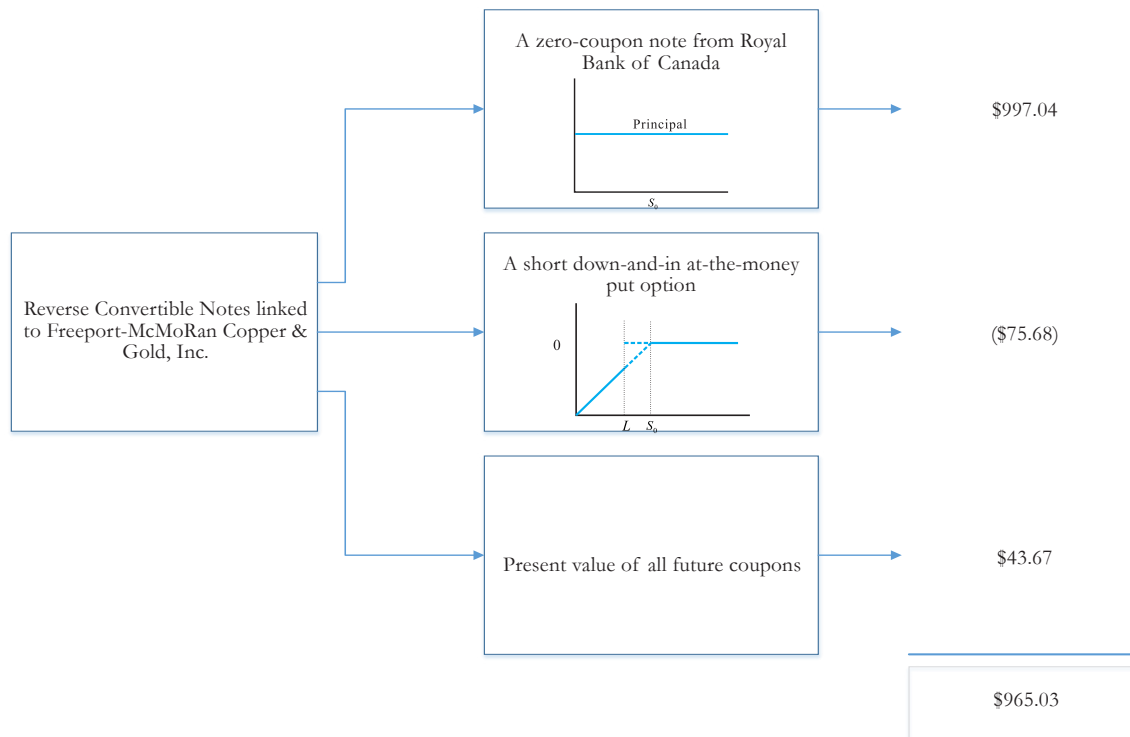 A zero-coupon note from Royal
Bank of Canada
Principal
S₀
$997.04
Reverse Convertible Notes linked
to Freeport-McMoRan Copper &
Gold, Inc.
A short down-and-in at-the-money
put option
0
L S₀
($75.68)
Present value of all future coupons
$43.67
$965.03